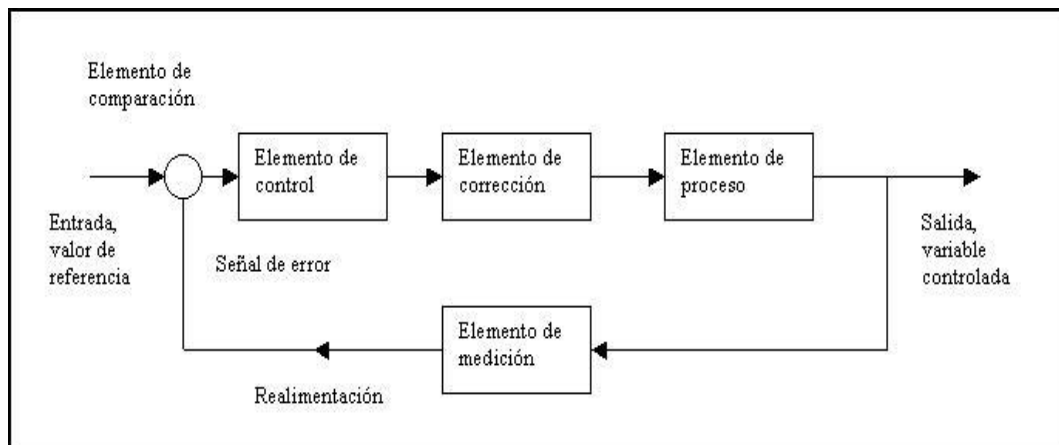 Elemento de
comparación
Elemento de
control
Elemento de
corrección
Elemento de
proceso
Entrada,
valor de
referencia
Señal de error
Salida,
variable
controlada
Elemento de
medición
Realimentación